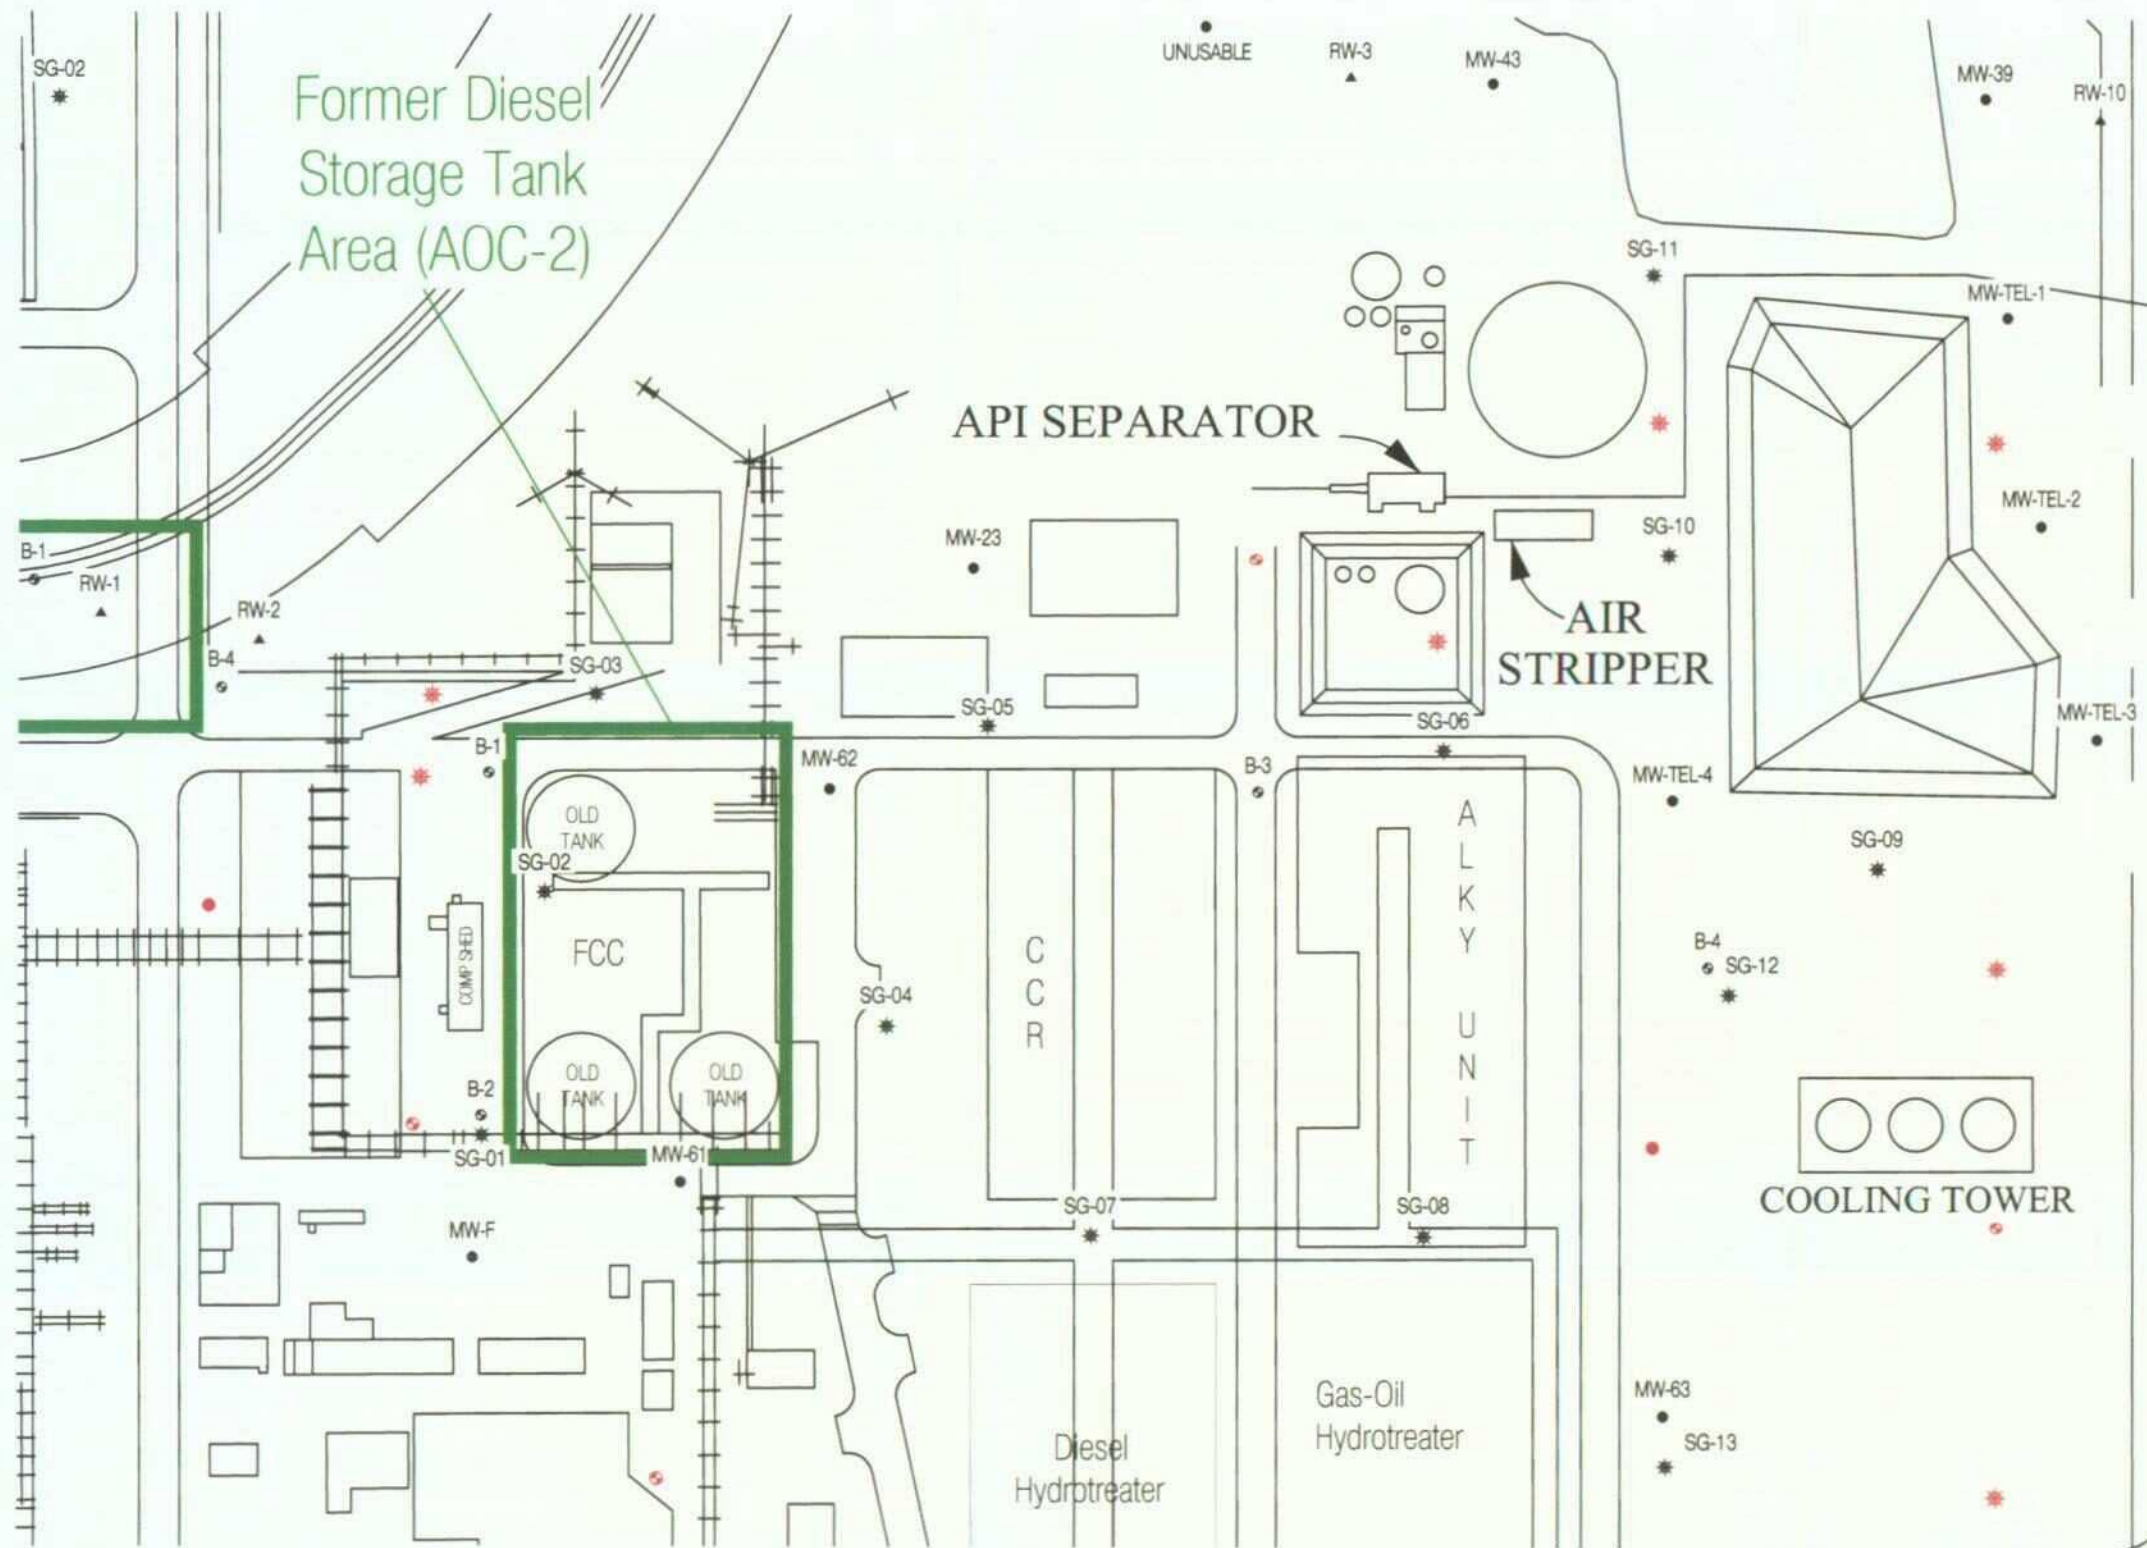 SG-02
Former Diesel
Storage Tank
Area (AOC-2)
UNUSABLE
RW-3
MW-43
MW-39
RW-10
SG-11
MW-TEL-1
API SEPARATOR
MW-TEL-2
SG-10
MW-23
B-1
RW-1
RW-2
AIR
STRIPPER
B-4
SG-03
SG-05
SG-06
MW-TEL-3
B-1
MW-62
B-3
MW-TEL-4
OLD
TANK
SG-02
ALKY UNIT
SG-09
FCC
COMP SHED
CCR
SG-04
B-4
SG-12
OLD
TANK
OLD
TANK
B-2
SG-01
MW-61
SG-07
SG-08
COOLING TOWER
MW-F
Gas-Oil
Hydrotreater
MW-63
SG-13
Diesel
Hydrotreater